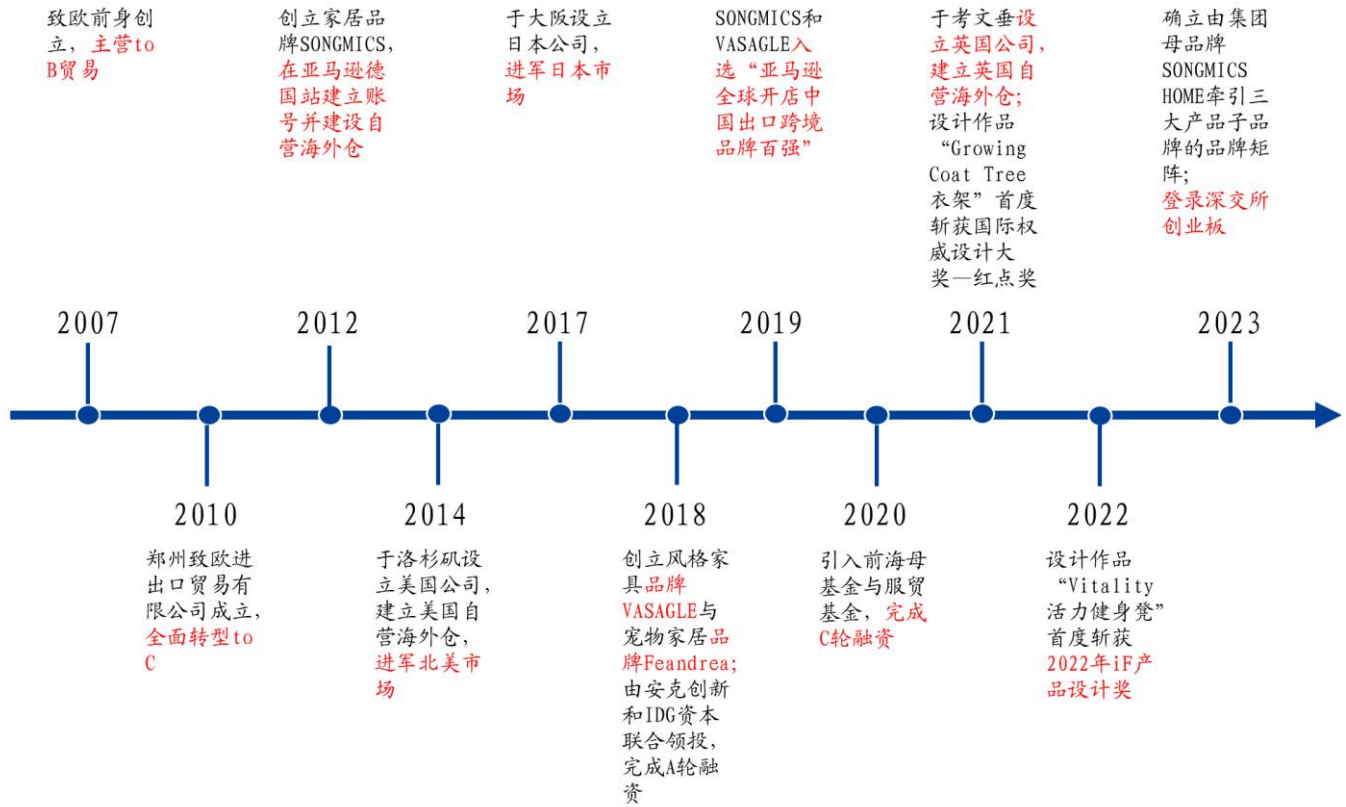 致欧前身创
立，主营to
B贸易
创立家居品
牌SONGMICS，
在亚马逊德
国站建立账
号并建设自
营海外仓
于大阪设立
日本公司，
进军日本市
场
SONGMICS和
VASAGLE入
选“亚马逊
全球开店中
国出口跨境
品牌百强”
于考文垂设
立英国公司，
建立英国自
营海外仓；
设计作品
“Growing
Coat Tree
衣架”首度
斩获国际权
威设计大
奖—红点奖
确立由集团
母品牌
SONGMICS
HOME牵引三
大产品子品
牌的品牌矩
阵；
登录深交所
创业板
2007
2012
2017
2019
2021
2023
2010
2014
2018
2020
2022
郑州致欧进
出口贸易有
限公司成立，
全面转型to
C
于洛杉矶设
立美国公司，
建立美国自
营海外仓，
进军北美市
场
创立风格家
具品牌
VASAGLE与
宠物家居品
牌Feandrea；
由安克创新
和IDG资本
联合领投，
完成A轮融
资
引入前海母
基金与服贸
基金，完成
C轮融资
设计作品
“Vitality
活力健身凳”
首度斩获
2022年iF产
品设计奖